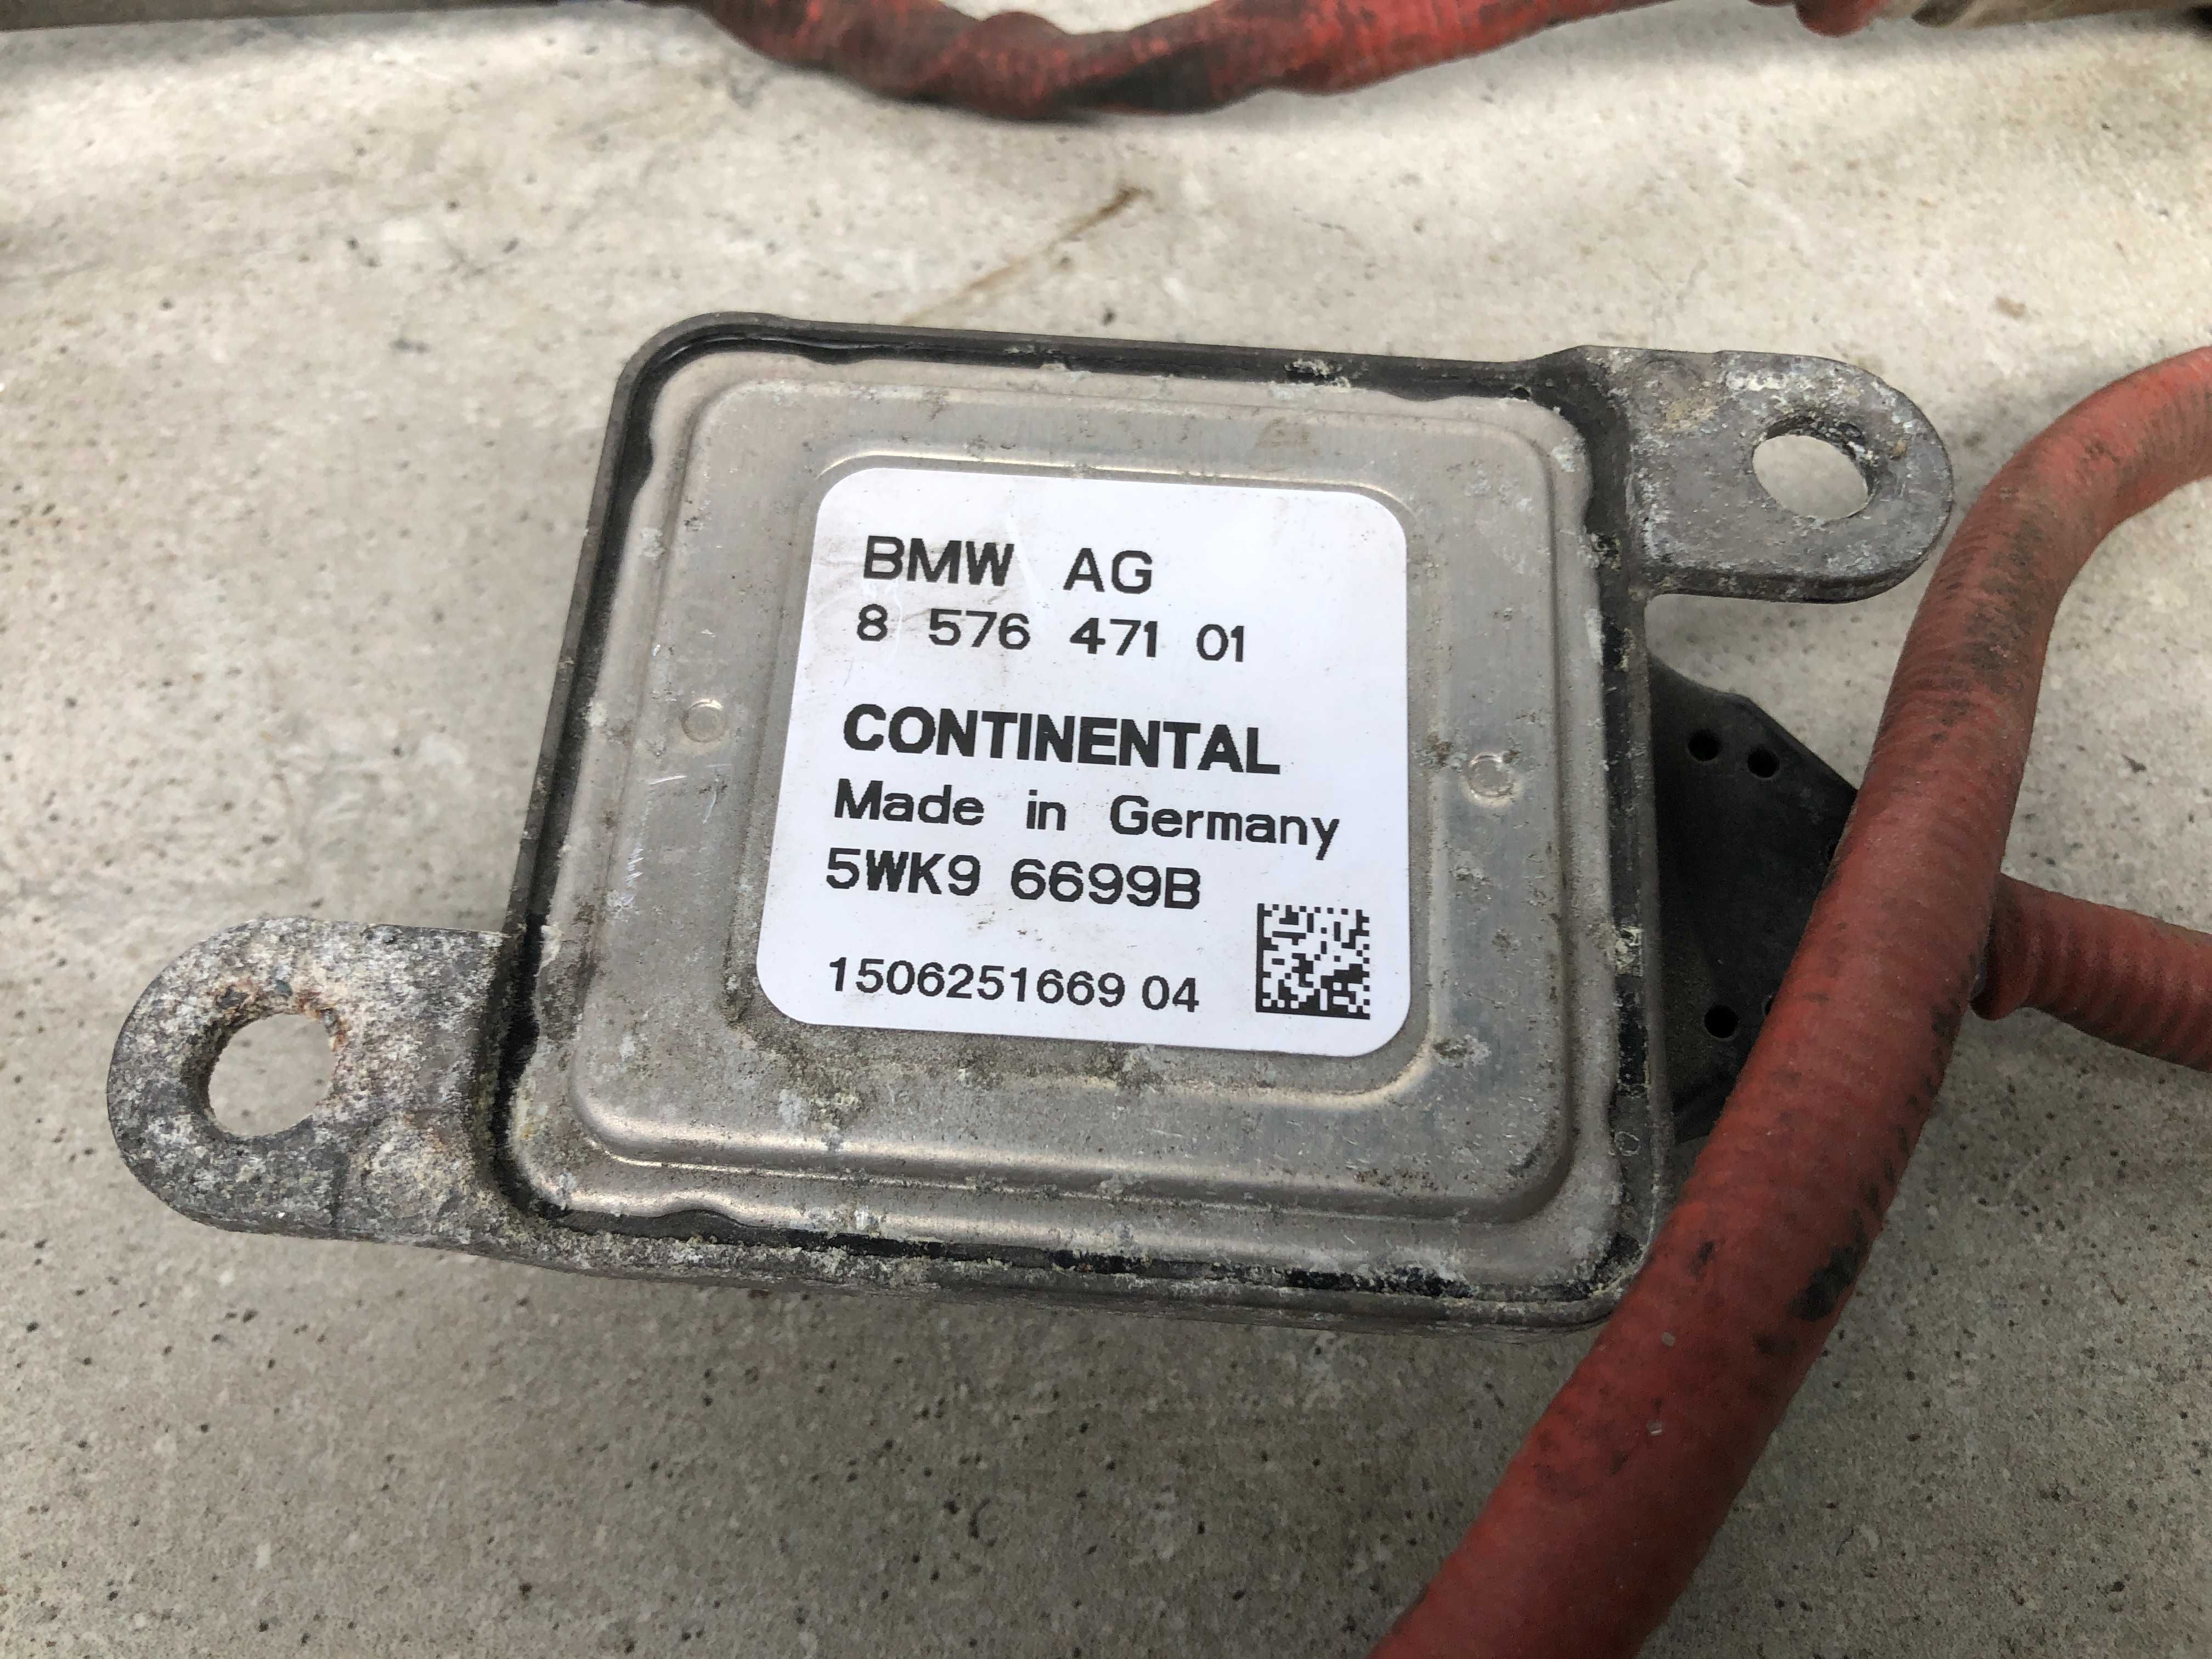 BMW AG
8 576 471 01
CONTINENTAL
Made in Germany
5WK9 6699B
1506251669 04